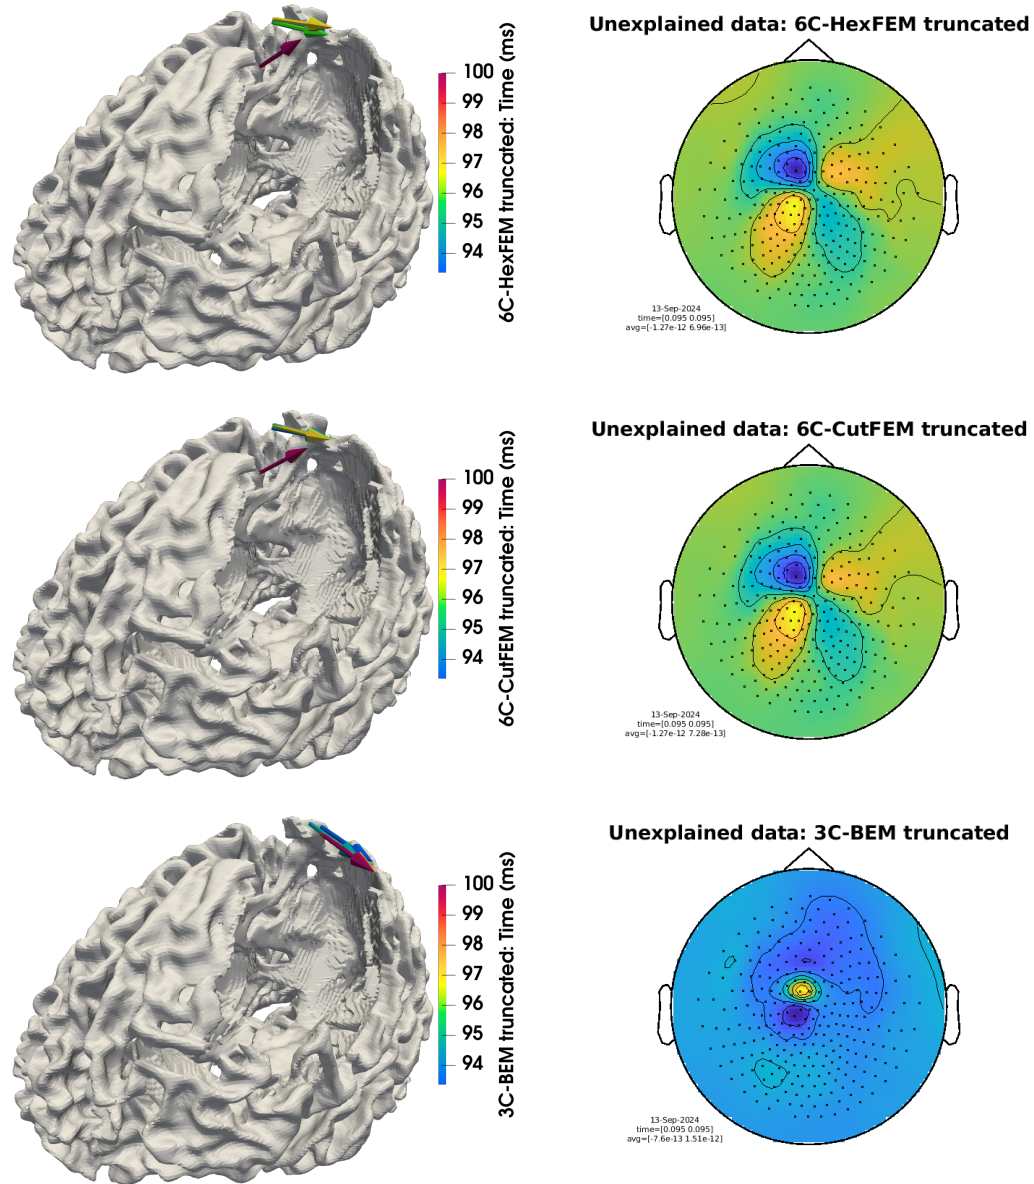 Unexplained data: 6C-HexFEM truncated
100
99
98
97
96
95
94
6C-HexFEM truncated: Time (ms)
13-Sep-2024
time=[0.095 0.095]
avg=[-1.27e-12 6.96e-13]
Unexplained data: 6C-CutFEM truncated
100
99
98
97
96
95
94
6C-CutFEM truncated: Time (ms)
13-Sep-2024
time=[0.095 0.095]
avg=[-1.27e-12 7.28e-13]
Unexplained data: 3C-BEM truncated
100
99
98
97
96
95
94
3C-BEM truncated: Time (ms)
13-Sep-2024
time=[0.095 0.095]
avg=[-7.6e-13 1.51e-12]